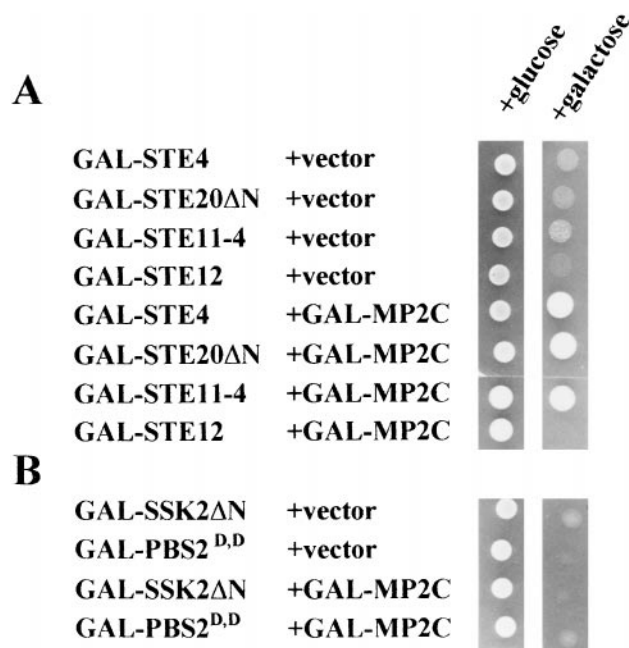 +glucose
+galactose
A
GAL-STE4 +vector
GAL-STE20ΔN +vector
GAL-STE11-4 +vector
GAL-STE12 +vector
GAL-STE4 +GAL-MP2C
GAL-STE20ΔN +GAL-MP2C
GAL-STE11-4 +GAL-MP2C
GAL-STE12 +GAL-MP2C
B
GAL-SSK2ΔN +vector
GAL-PBS2^D,D +vector
GAL-SSK2ΔN +GAL-MP2C
GAL-PBS2^D,D +GAL-MP2C